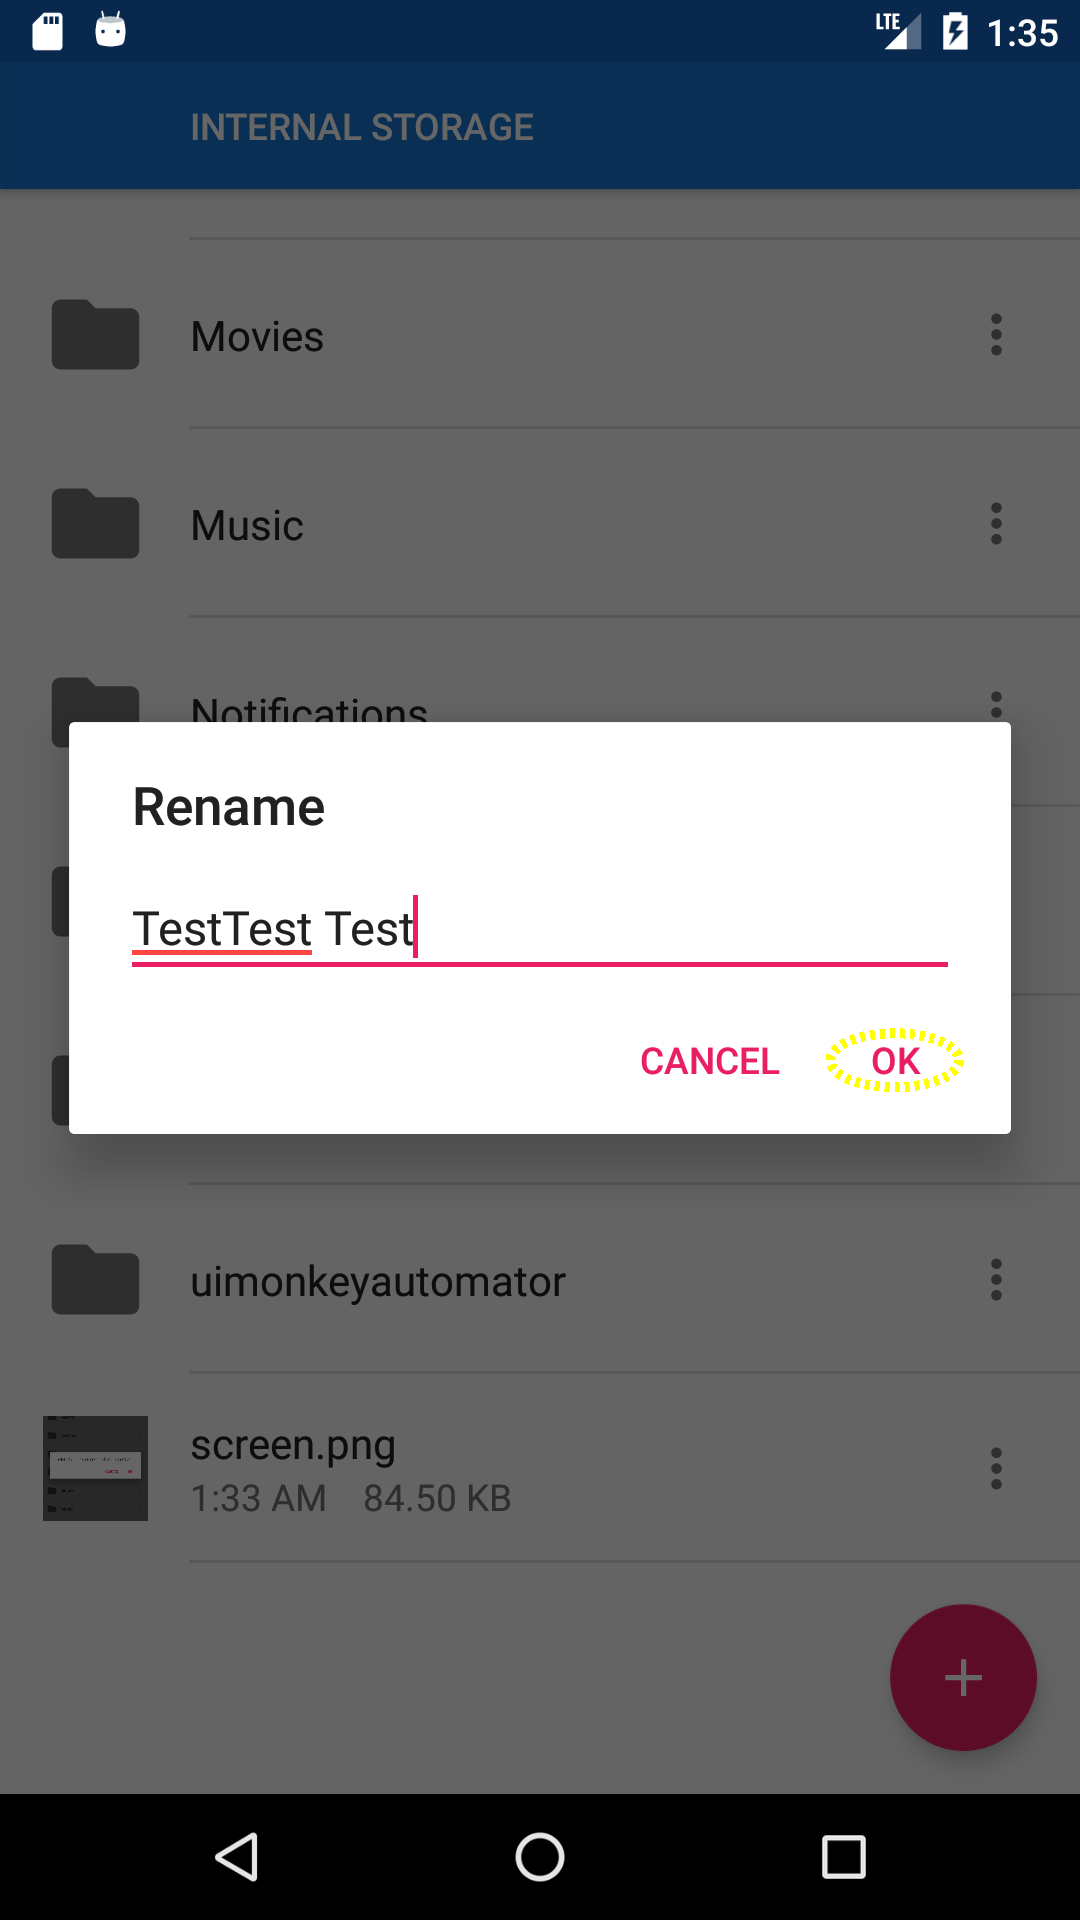 LTE 1:35
INTERNAL STORAGE
Movies
Music
Notifications
Rename
TestTest Test
CANCEL OK
uimonkeyautomator
screen.png
1:33 AM 84.50 KB